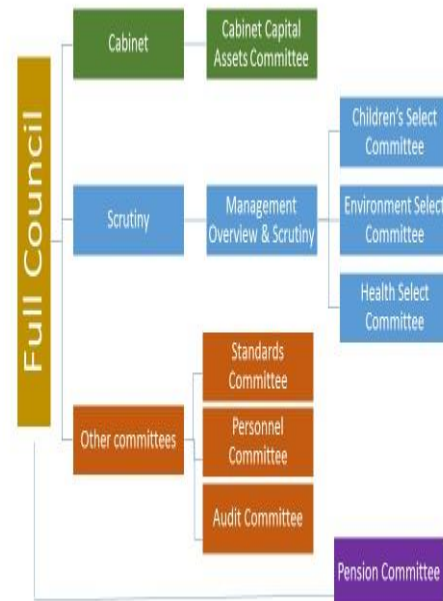 Full Council
Cabinet
Cabinet Capital
Assets Committee
Scrutiny
Management
Overview & Scrutiny
Children's Select
Committee
Environment Select
Committee
Health Select
Committee
Other committees
Standards
Committee
Personnel
Committee
Audit Committee
Pension Committee